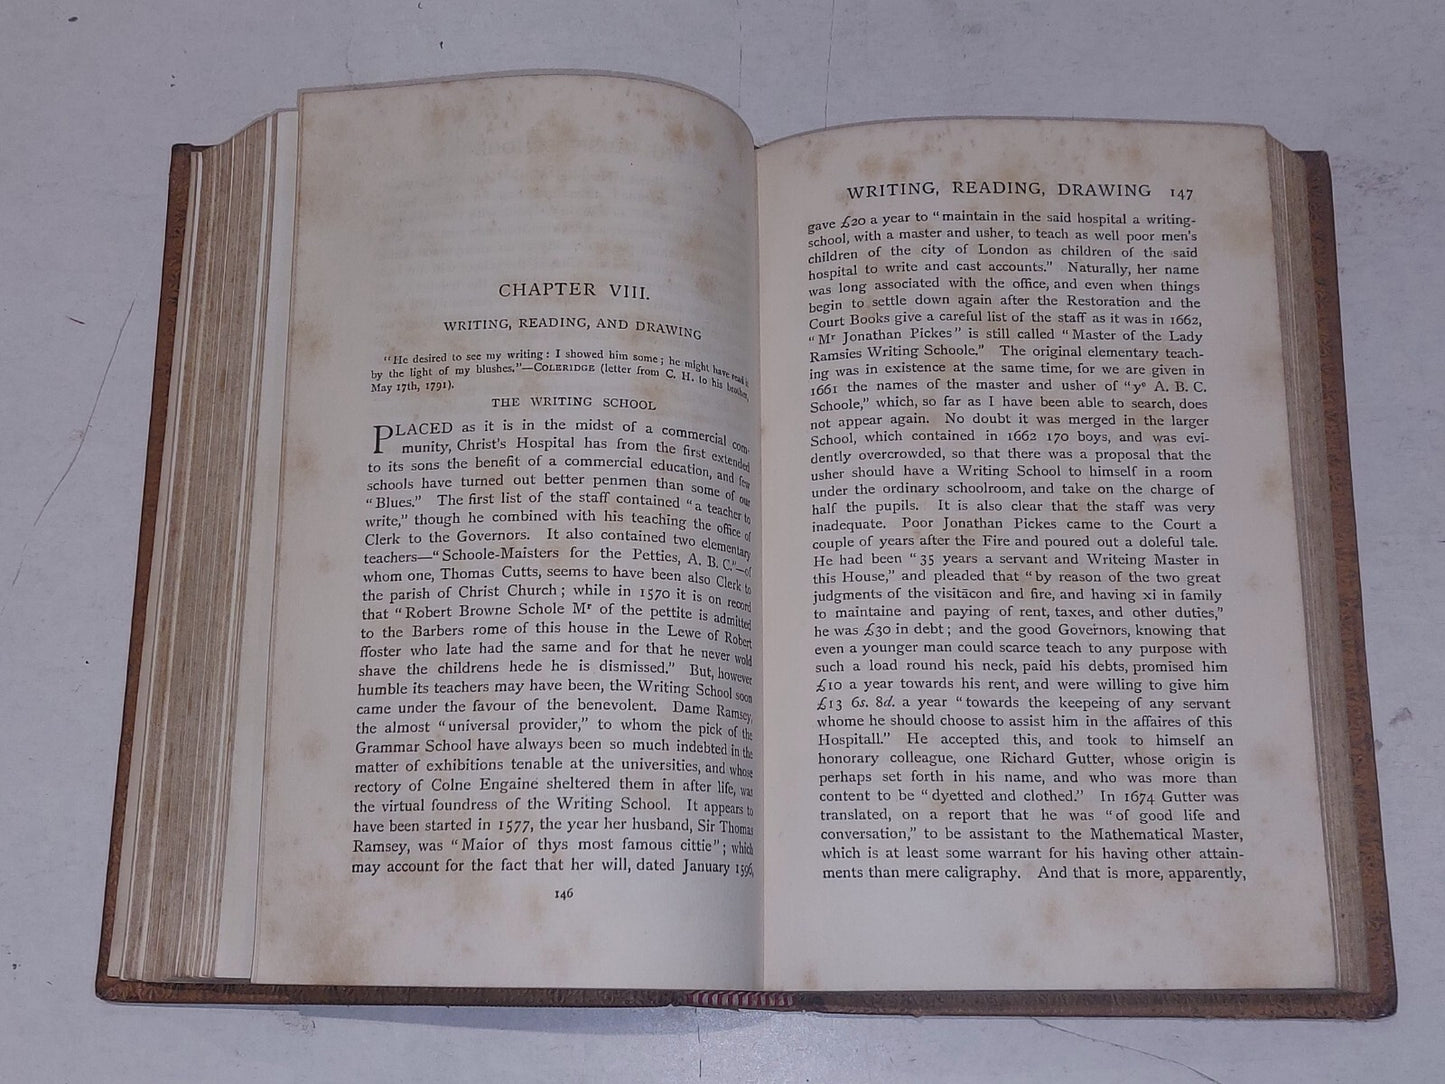 CHAPTER VIII.
WRITING, READING, AND DRAWING
"He desired to see my writing: I showed him some; he might have read it
by the light of my blushes."—COLERIDGE (letter from C. H. to his brother,
May 17th, 1791).
THE WRITING SCHOOL
PLACED as it is in the midst of a commercial com-
munity, Christ's Hospital has from the first extended
to its sons the benefit of a commercial education, and few
schools have turned out better penmen than some of our
"Blues." The first list of the staff contained "a teacher to
write," though he combined with his teaching the office of
Clerk to the Governors. It also contained two elementary
teachers—"Schoole-Maisters for the Petties, A. B. C."—of
whom one, Thomas Cutts, seems to have been also Clerk to
the parish of Christ Church; while in 1570 it is on record
that "Robert Browne Schole Mr of the pettite is admitted
to the Barbers rome of this house in the Lewe of Robert
ffoster who late had the same and for that he never wold
shave the childrens hede he is dismissed." But, however
humble its teachers may have been, the Writing School soon
came under the favour of the benevolent. Dame Ramsey,
the almost "universal provider," to whom the pick of the
Grammar School have always been so much indebted in the
matter of exhibitions tenable at the universities, and whose
rectory of Colne Engaine sheltered them in after life, was
the virtual foundress of the Writing School. It appears to
have been started in 1577, the year her husband, Sir Thomas
Ramsey, was "Maior of thys most famous cittie"; which
may account for the fact that her will, dated January 1596,
146
WRITING, READING, DRAWING 147
gave £20 a year to "maintain in the said hospital a writing-
school, with a master and usher, to teach as well poor men's
children of the city of London as children of the said
hospital to write and cast accounts." Naturally, her name
was long associated with the office, and even when things
begin to settle down again after the Restoration and the
Court Books give a careful list of the staff as it was in 1662,
"Mr Jonathan Pickes" is still called "Master of the Lady
Ramsies Writing Schoole." The original elementary teach-
ing was in existence at the same time, for we are given in
1661 the names of the master and usher of "ye A. B. C.
Schoole," which, so far as I have been able to search, does
not appear again. No doubt it was merged in the larger
School, which contained in 1662 170 boys, and was evi-
dently overcrowded, so that there was a proposal that the
usher should have a Writing School to himself in a room
under the ordinary schoolroom, and take on the charge of
half the pupils. It is also clear that the staff was very
inadequate. Poor Jonathan Pickes came to the Court a
couple of years after the Fire and poured out a doleful tale.
He had been "35 years a servant and Writeing Master in
this House," and pleaded that "by reason of the two great
judgments of the visitācon and fire, and having xi in family
to maintaine and paying of rent, taxes, and other duties,"
he was £30 in debt; and the good Governors, knowing that
even a younger man could scarce teach to any purpose with
such a load round his neck, paid his debts, promised him
£10 a year towards his rent, and were willing to give him
£13 6s. 8d. a year "towards the keepeing of any servant
whome he should choose to assist him in the affaires of this
Hospitall." He accepted this, and took to himself an
honorary colleague, one Richard Gutter, whose origin is
perhaps set forth in his name, and who was more than
content to be "dyetted and clothed." In 1674 Gutter was
translated, on a report that he was "of good life and
conversation," to be assistant to the Mathematical Master,
which is at least some warrant for his having other attain-
ments than mere caligraphy. And that is more, apparently,